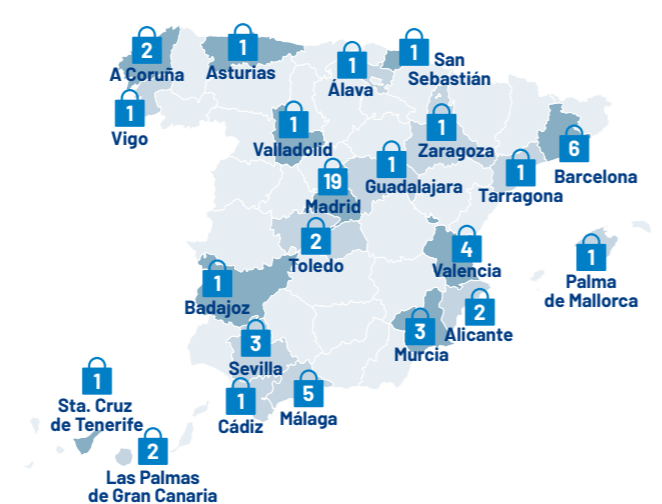 2
A Coruña
1
Asturias
1
Álava
1
San
Sebastián
1
Vigo
1
Valladolid
1
Zaragoza
1
Guadalajara
6
Barcelona
1
Tarragona
19
Madrid
2
Toledo
4
Valencia
1
Palma
de Mallorca
1
Badajoz
2
Alicante
3
Murcia
3
Sevilla
1
Cádiz
5
Málaga
1
Sta. Cruz
de Tenerife
2
Las Palmas
de Gran Canaria